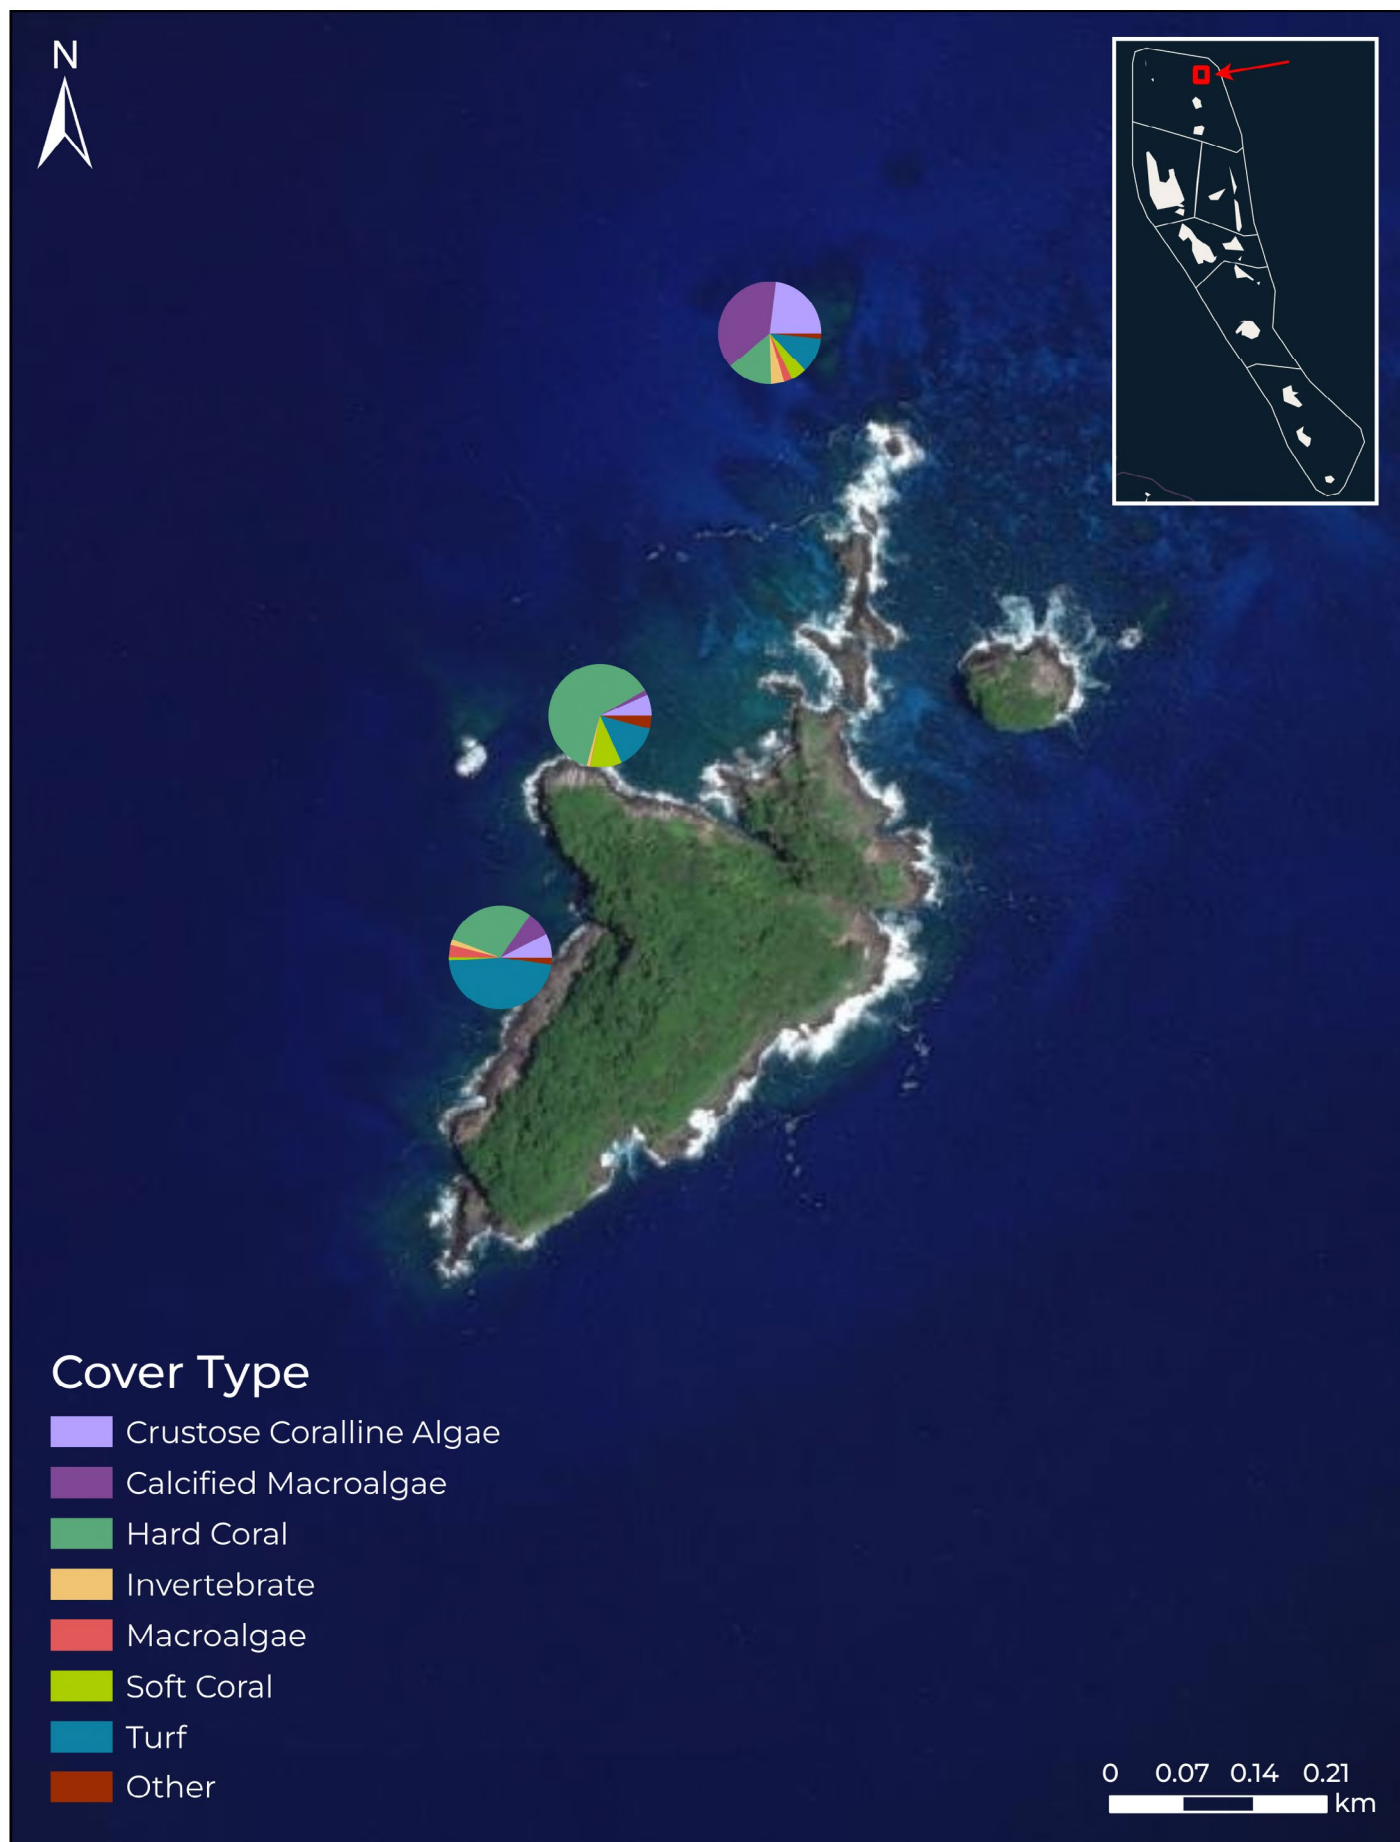 N
Cover Type
Crustose Coralline Algae
Calcified Macroalgae
Hard Coral
Invertebrate
Macroalgae
Soft Coral
Turf
Other
0 0.07 0.14 0.21
km